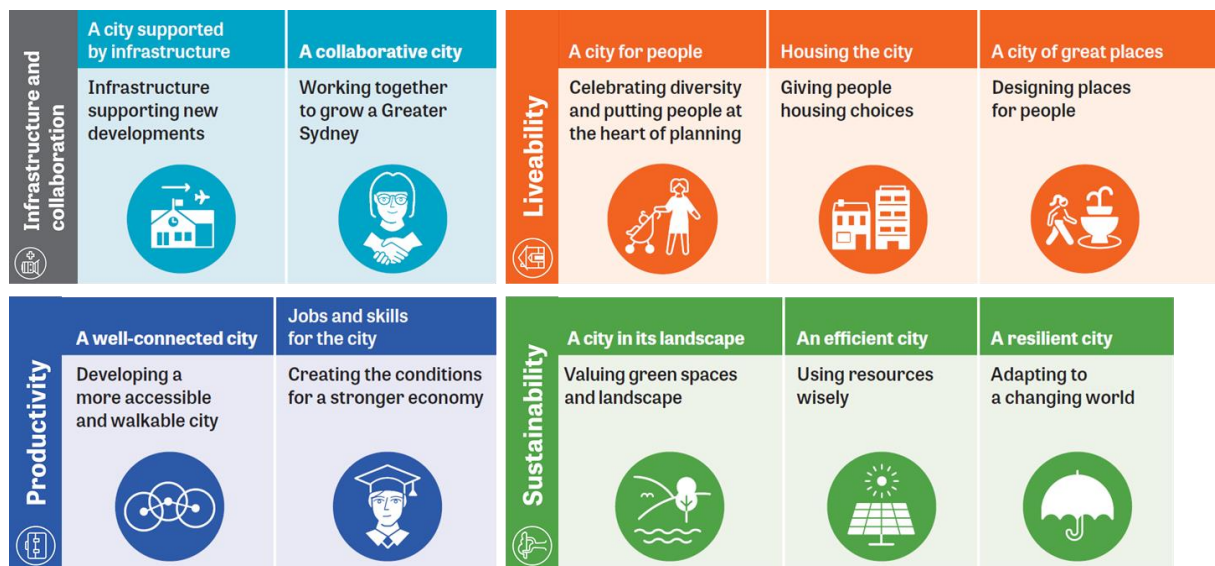 Infrastructure and
collaboration
A city supported
by infrastructure
Infrastructure
supporting new
developments
A collaborative city
Working together
to grow a Greater
Sydney
Liveability
A city for people
Celebrating diversity
and putting people at
the heart of planning
Housing the city
Giving people
housing choices
A city of great places
Designing places
for people
Productivity
A well-connected city
Developing a
more accessible
and walkable city
Jobs and skills
for the city
Creating the conditions
for a stronger economy
Sustainability
A city in its landscape
Valuing green spaces
and landscape
An efficient city
Using resources
wisely
A resilient city
Adapting to
a changing world